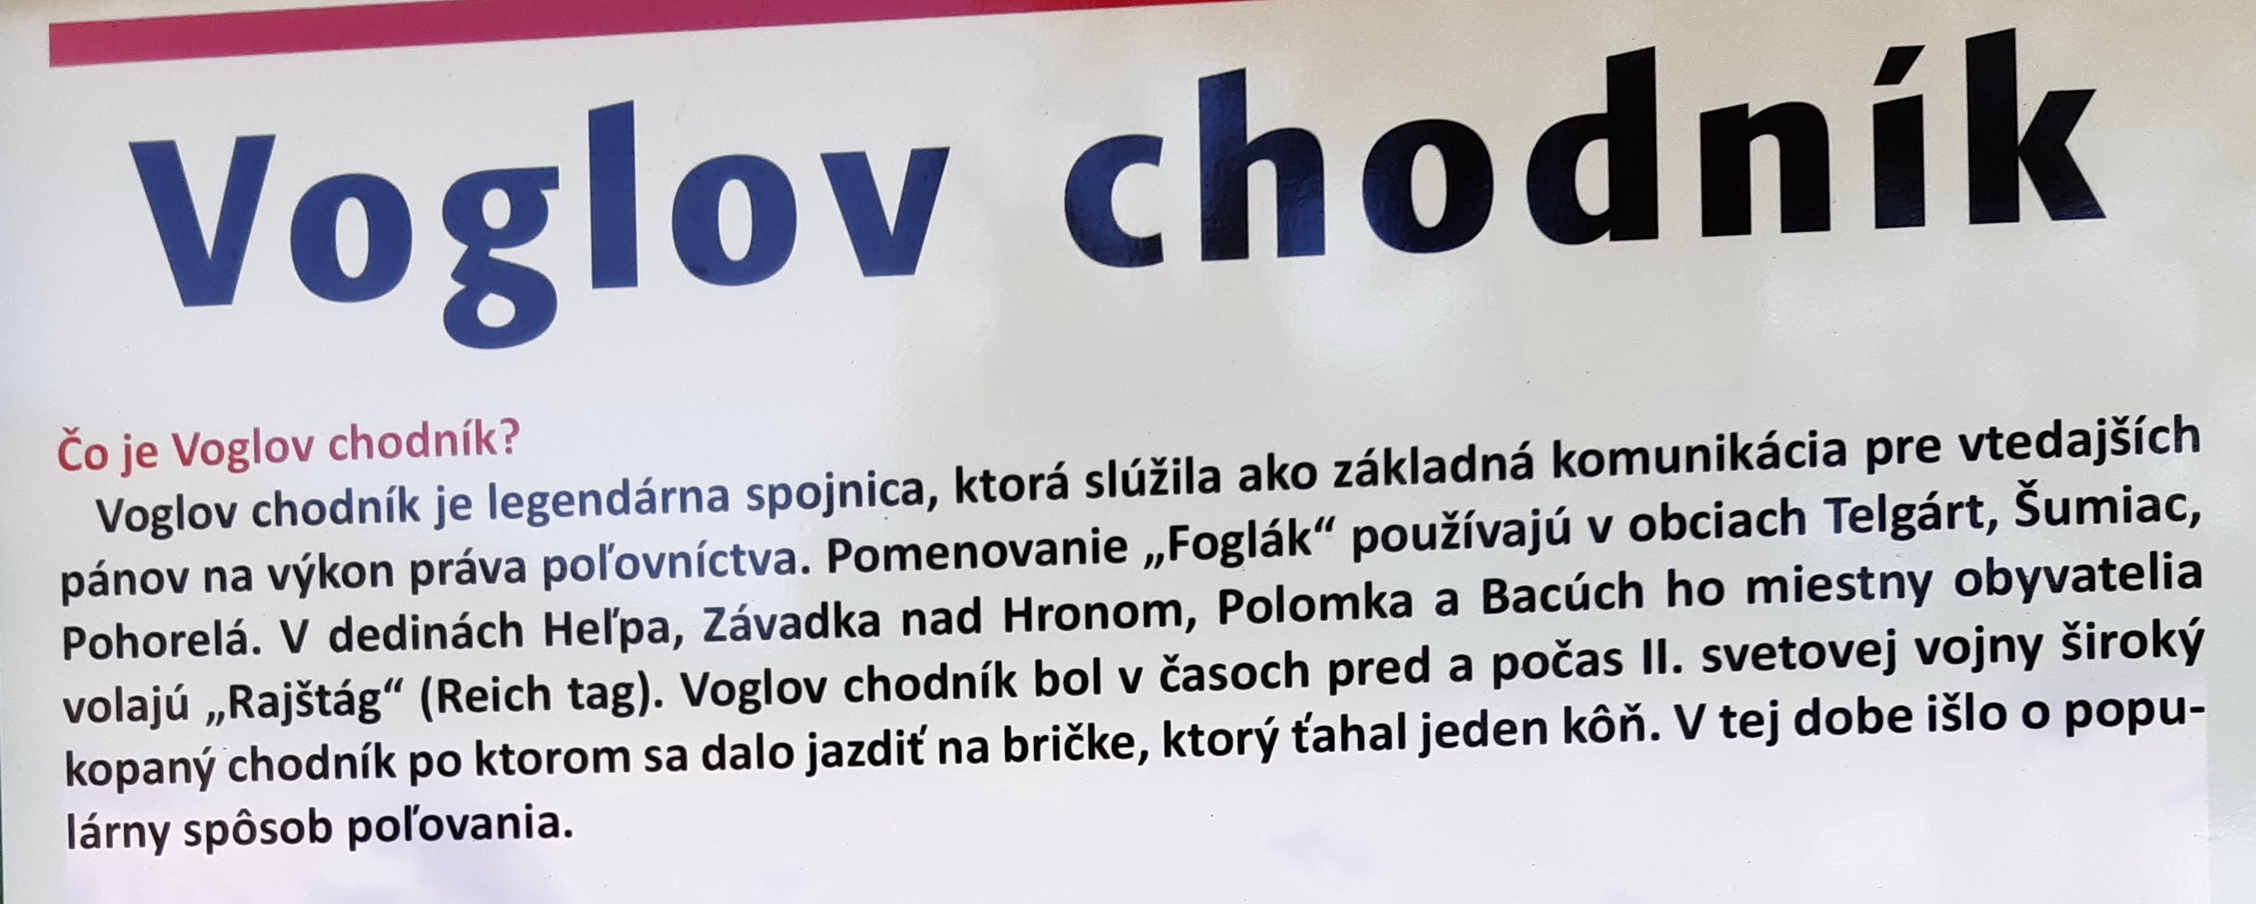 Voglov chodník
Čo je Voglov chodník?
Voglov chodník je legendárna spojnica, ktorá slúžila ako základná komunikácia pre vtedajších
pánov na výkon práva poľovníctva. Pomenovanie „Foglák“ používajú v obciach Telgárt, Šumiac,
Pohorelá. V dedinách Heľpa, Závadka nad Hronom, Polomka a Bacúch ho miestny obyvatelia
volajú „Rajštág“ (Reich tag). Voglov chodník bol v časoch pred a počas II. svetovej vojny široký
kopaný chodník po ktorom sa dalo jazdiť na bričke, ktorý ťahal jeden kôň. V tej dobe išlo o popu-
lárny spôsob poľovania.